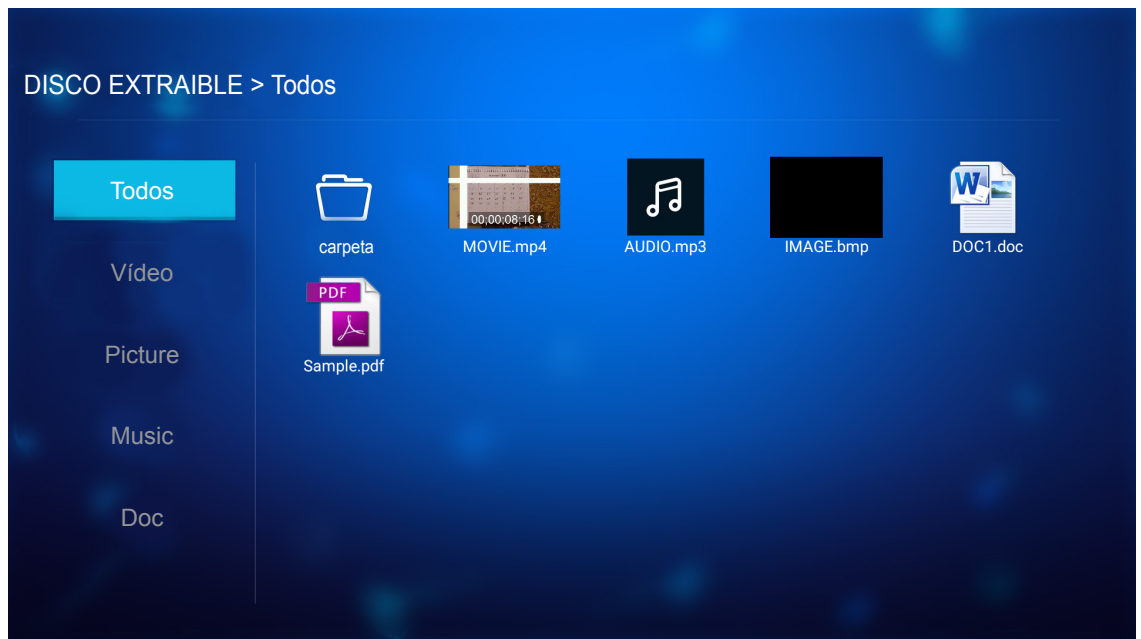 DISCO EXTRAIBLE > Todos
Todos
Vídeo
Picture
Music
Doc
carpeta
00;00;08;16
MOVIE.mp4
AUDIO.mp3
IMAGE.bmp
W
DOC1.doc
PDF
Sample.pdf